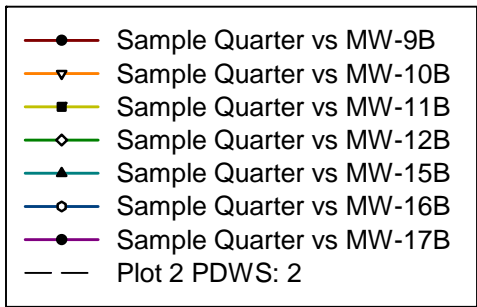 Sample Quarter vs MW-9B
Sample Quarter vs MW-10B
Sample Quarter vs MW-11B
Sample Quarter vs MW-12B
Sample Quarter vs MW-15B
Sample Quarter vs MW-16B
Sample Quarter vs MW-17B
Plot 2 PDWS: 2